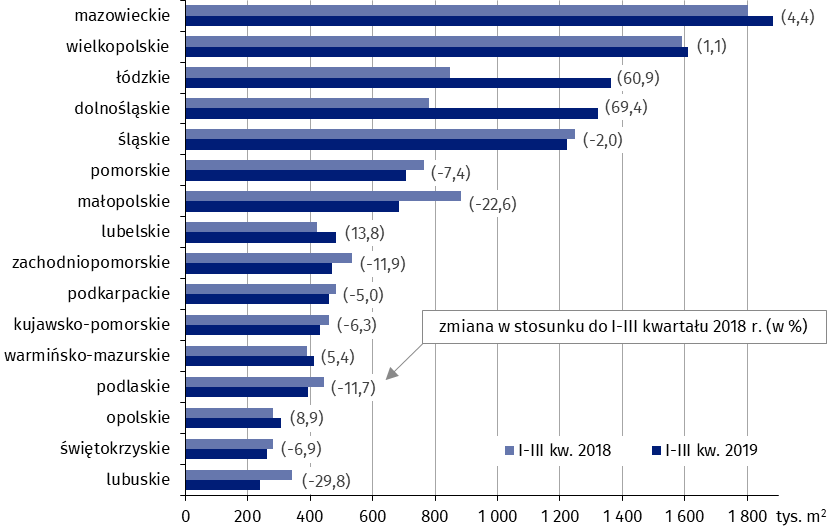 mazowieckie (4,4)
wielkopolskie (1,1)
łódzkie (60,9)
dolnośląskie (69,4)
śląskie (-2,0)
pomorskie (-7,4)
małopolskie (-22,6)
lubelskie (13,8)
zachodniopomorskie (-11,9)
podkarpackie (-5,0)
kujawsko-pomorskie (-6,3)
zmiana w stosunku do I-III kwartału 2018 r. (w %)
warmińsko-mazurskie (5,4)
podlaskie (-11,7)
opolskie (8,9)
świętokrzyskie (-6,9)
I-III kw. 2018 I-III kw. 2019
lubuskie (-29,8)
0 200 400 600 800 1 000 1 200 1 400 1 600 1 800 tys. m²